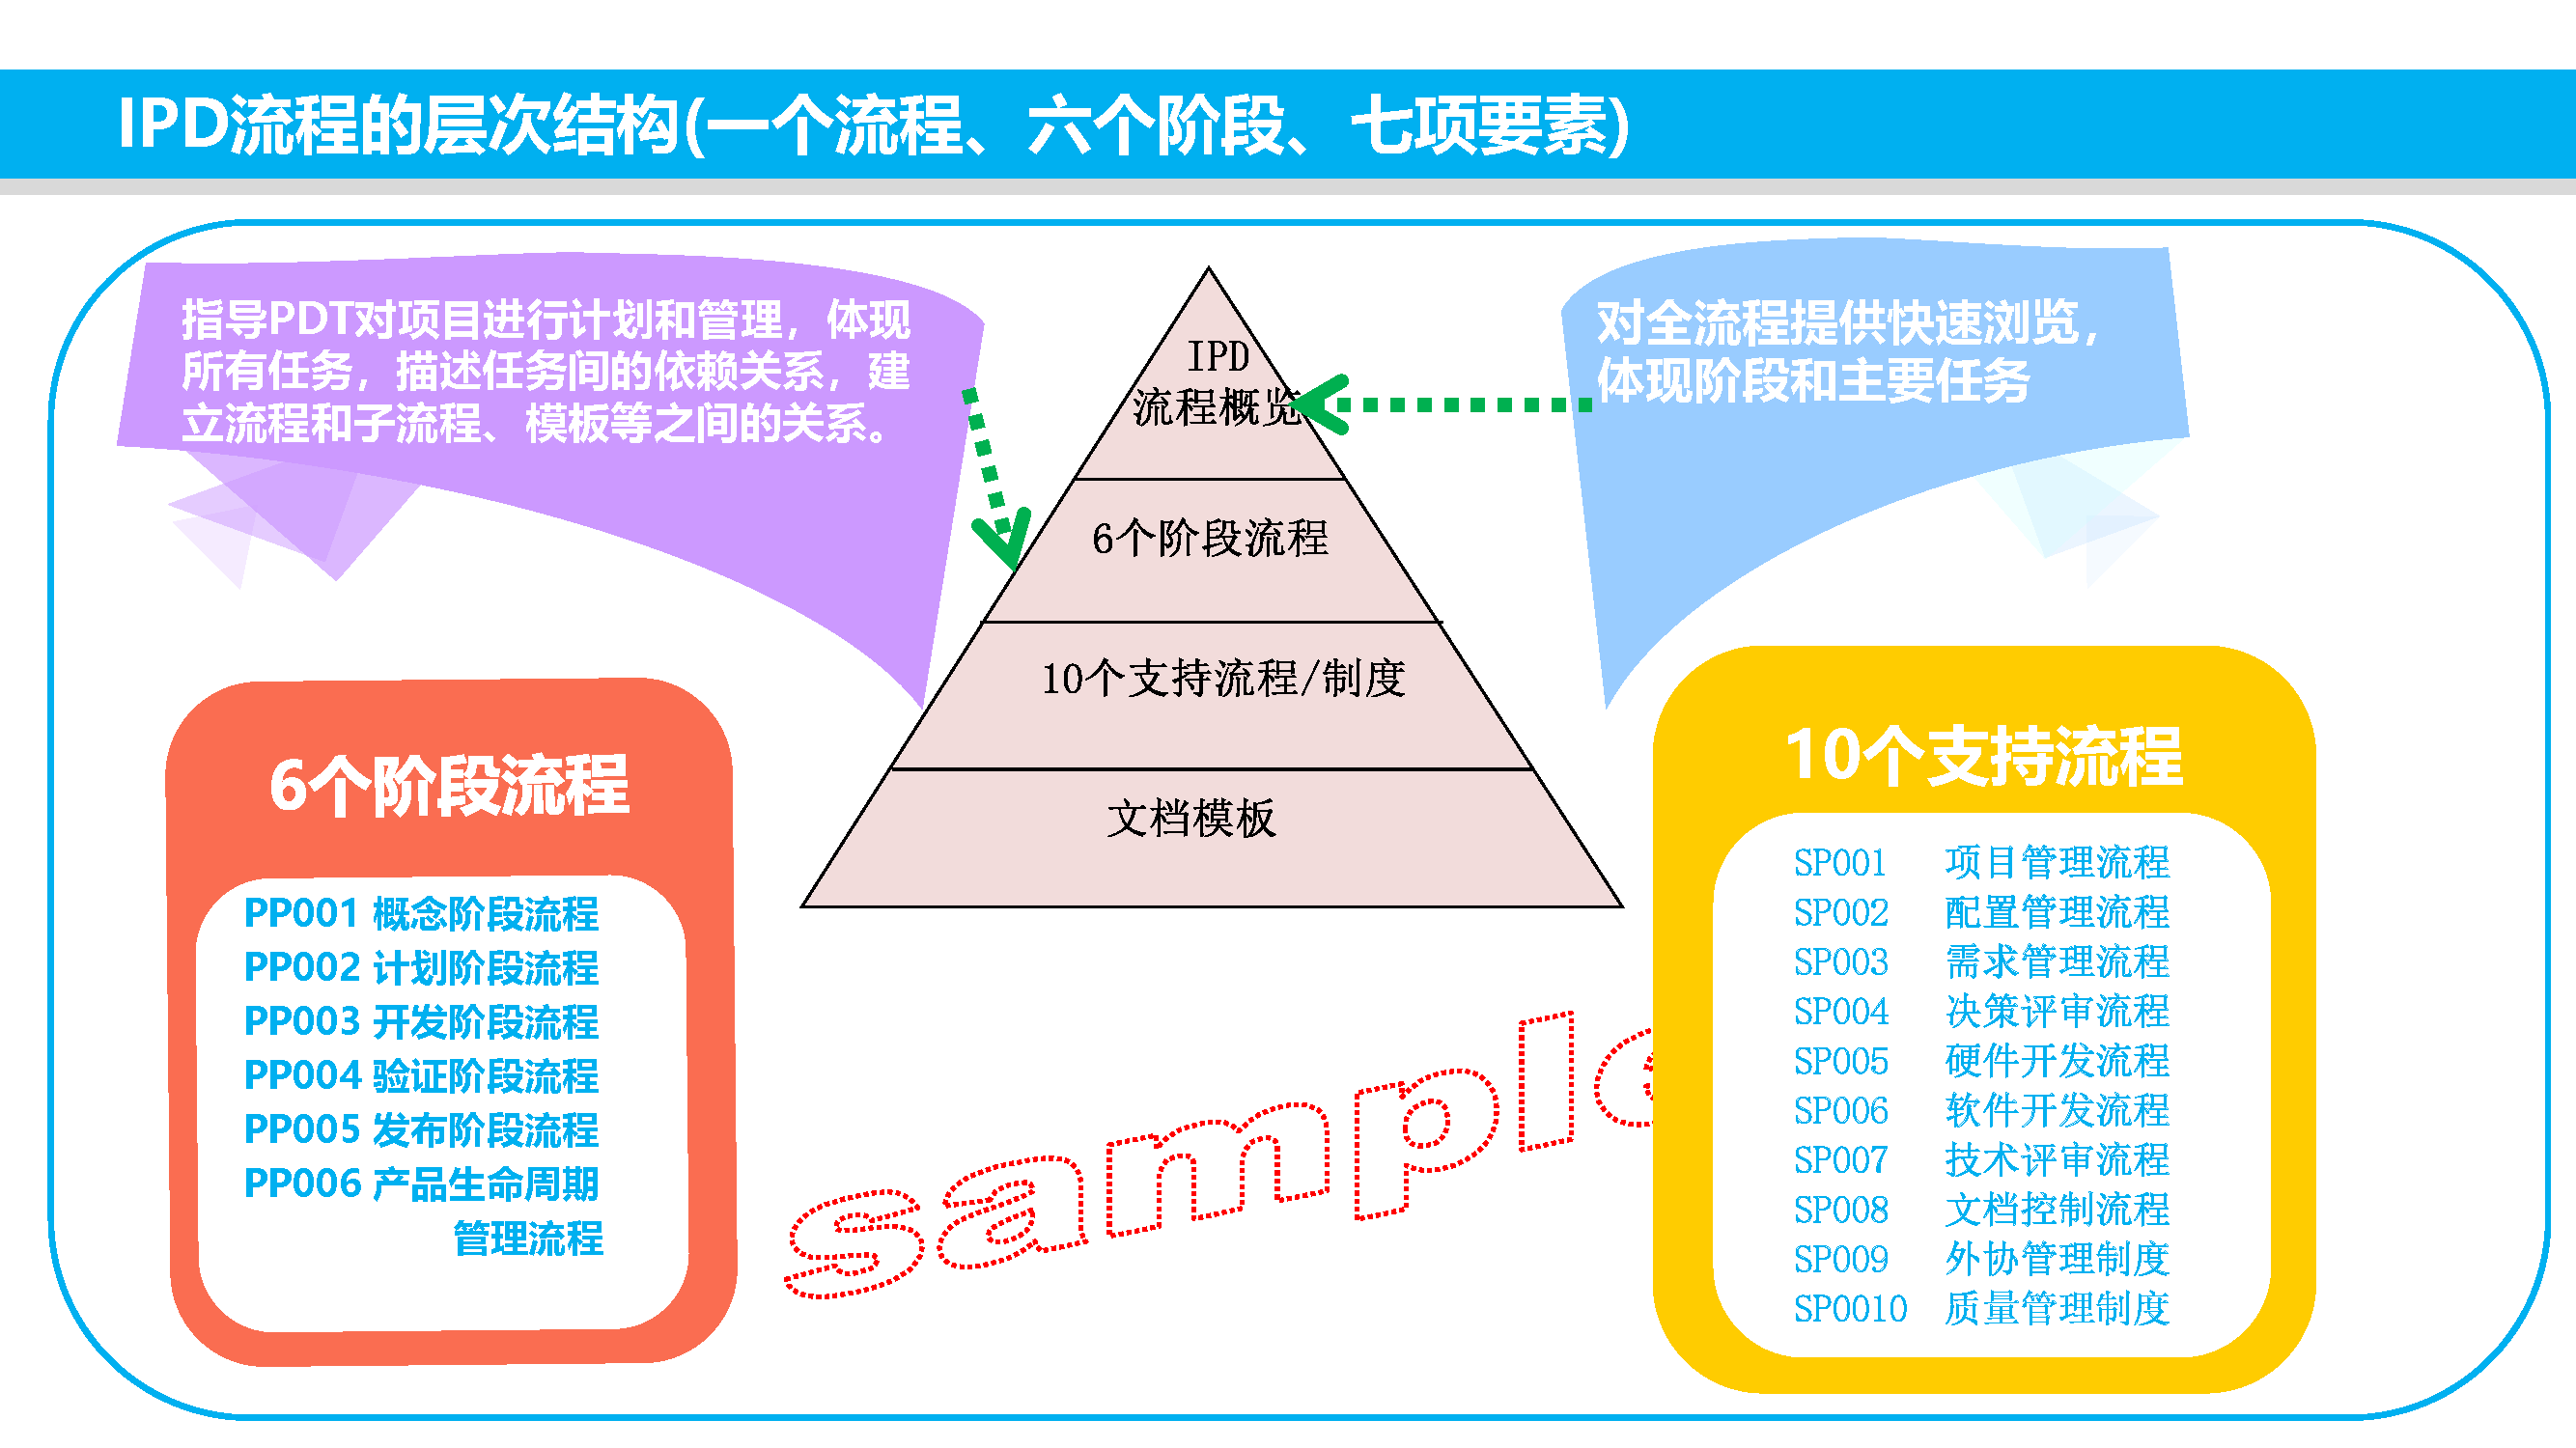 IPD流程的层次结构(一个流程、六个阶段、七项要素)
指导PDT对项目进行计划和管理，体现
所有任务，描述任务间的依赖关系，建
立流程和子流程、模板等之间的关系。
对全流程提供快速浏览，
体现阶段和主要任务
IPD
流程概览
6个阶段流程
10个支持流程/制度
文档模板
6个阶段流程
PP001 概念阶段流程
PP002 计划阶段流程
PP003 开发阶段流程
PP004 验证阶段流程
PP005 发布阶段流程
PP006 产品生命周期
管理流程
sample
10个支持流程
SP001 项目管理流程
SP002 配置管理流程
SP003 需求管理流程
SP004 决策评审流程
SP005 硬件开发流程
SP006 软件开发流程
SP007 技术评审流程
SP008 文档控制流程
SP009 外协管理制度
SP0010 质量管理制度